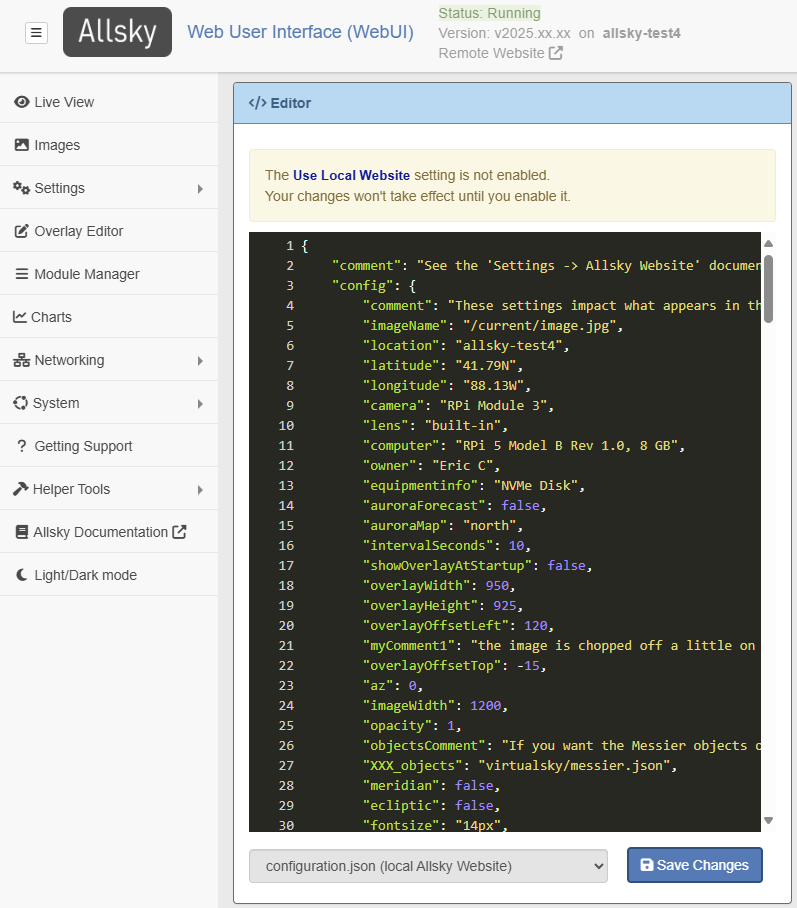 Allsky
Web User Interface (WebUI)
Status: Running
Version: v2025.xx.xx on allsky-test4
Remote Website
Live View
Images
Settings
Overlay Editor
Module Manager
Charts
Networking
System
Getting Support
Helper Tools
Allsky Documentation
Light/Dark mode
</> Editor
The Use Local Website setting is not enabled.
Your changes won't take effect until you enable it.
1 {
2 "comment": "See the 'Settings -> Allsky Website' documen
3 "config": {
4 "comment": "These settings impact what appears in th
5 "imageName": "/current/image.jpg",
6 "location": "allsky-test4",
7 "latitude": "41.79N",
8 "longitude": "88.13W",
9 "camera": "RPi Module 3",
10 "lens": "built-in",
11 "computer": "RPi 5 Model B Rev 1.0, 8 GB",
12 "owner": "Eric C",
13 "equipmentinfo": "NVMe Disk",
14 "auroraForecast": false,
15 "auroraMap": "north",
16 "intervalSeconds": 10,
17 "showOverlayAtStartup": false,
18 "overlayWidth": 950,
19 "overlayHeight": 925,
20 "overlayOffsetLeft": 120,
21 "myComment1": "the image is chopped off a little on
22 "overlayOffsetTop": -15,
23 "az": 0,
24 "imageWidth": 1200,
25 "opacity": 1,
26 "objectsComment": "If you want the Messier objects o
27 "XXX_objects": "virtualsky/messier.json",
28 "meridian": false,
29 "ecliptic": false,
30 "fontsize": "14px",
configuration.json (local Allsky Website)
Save Changes